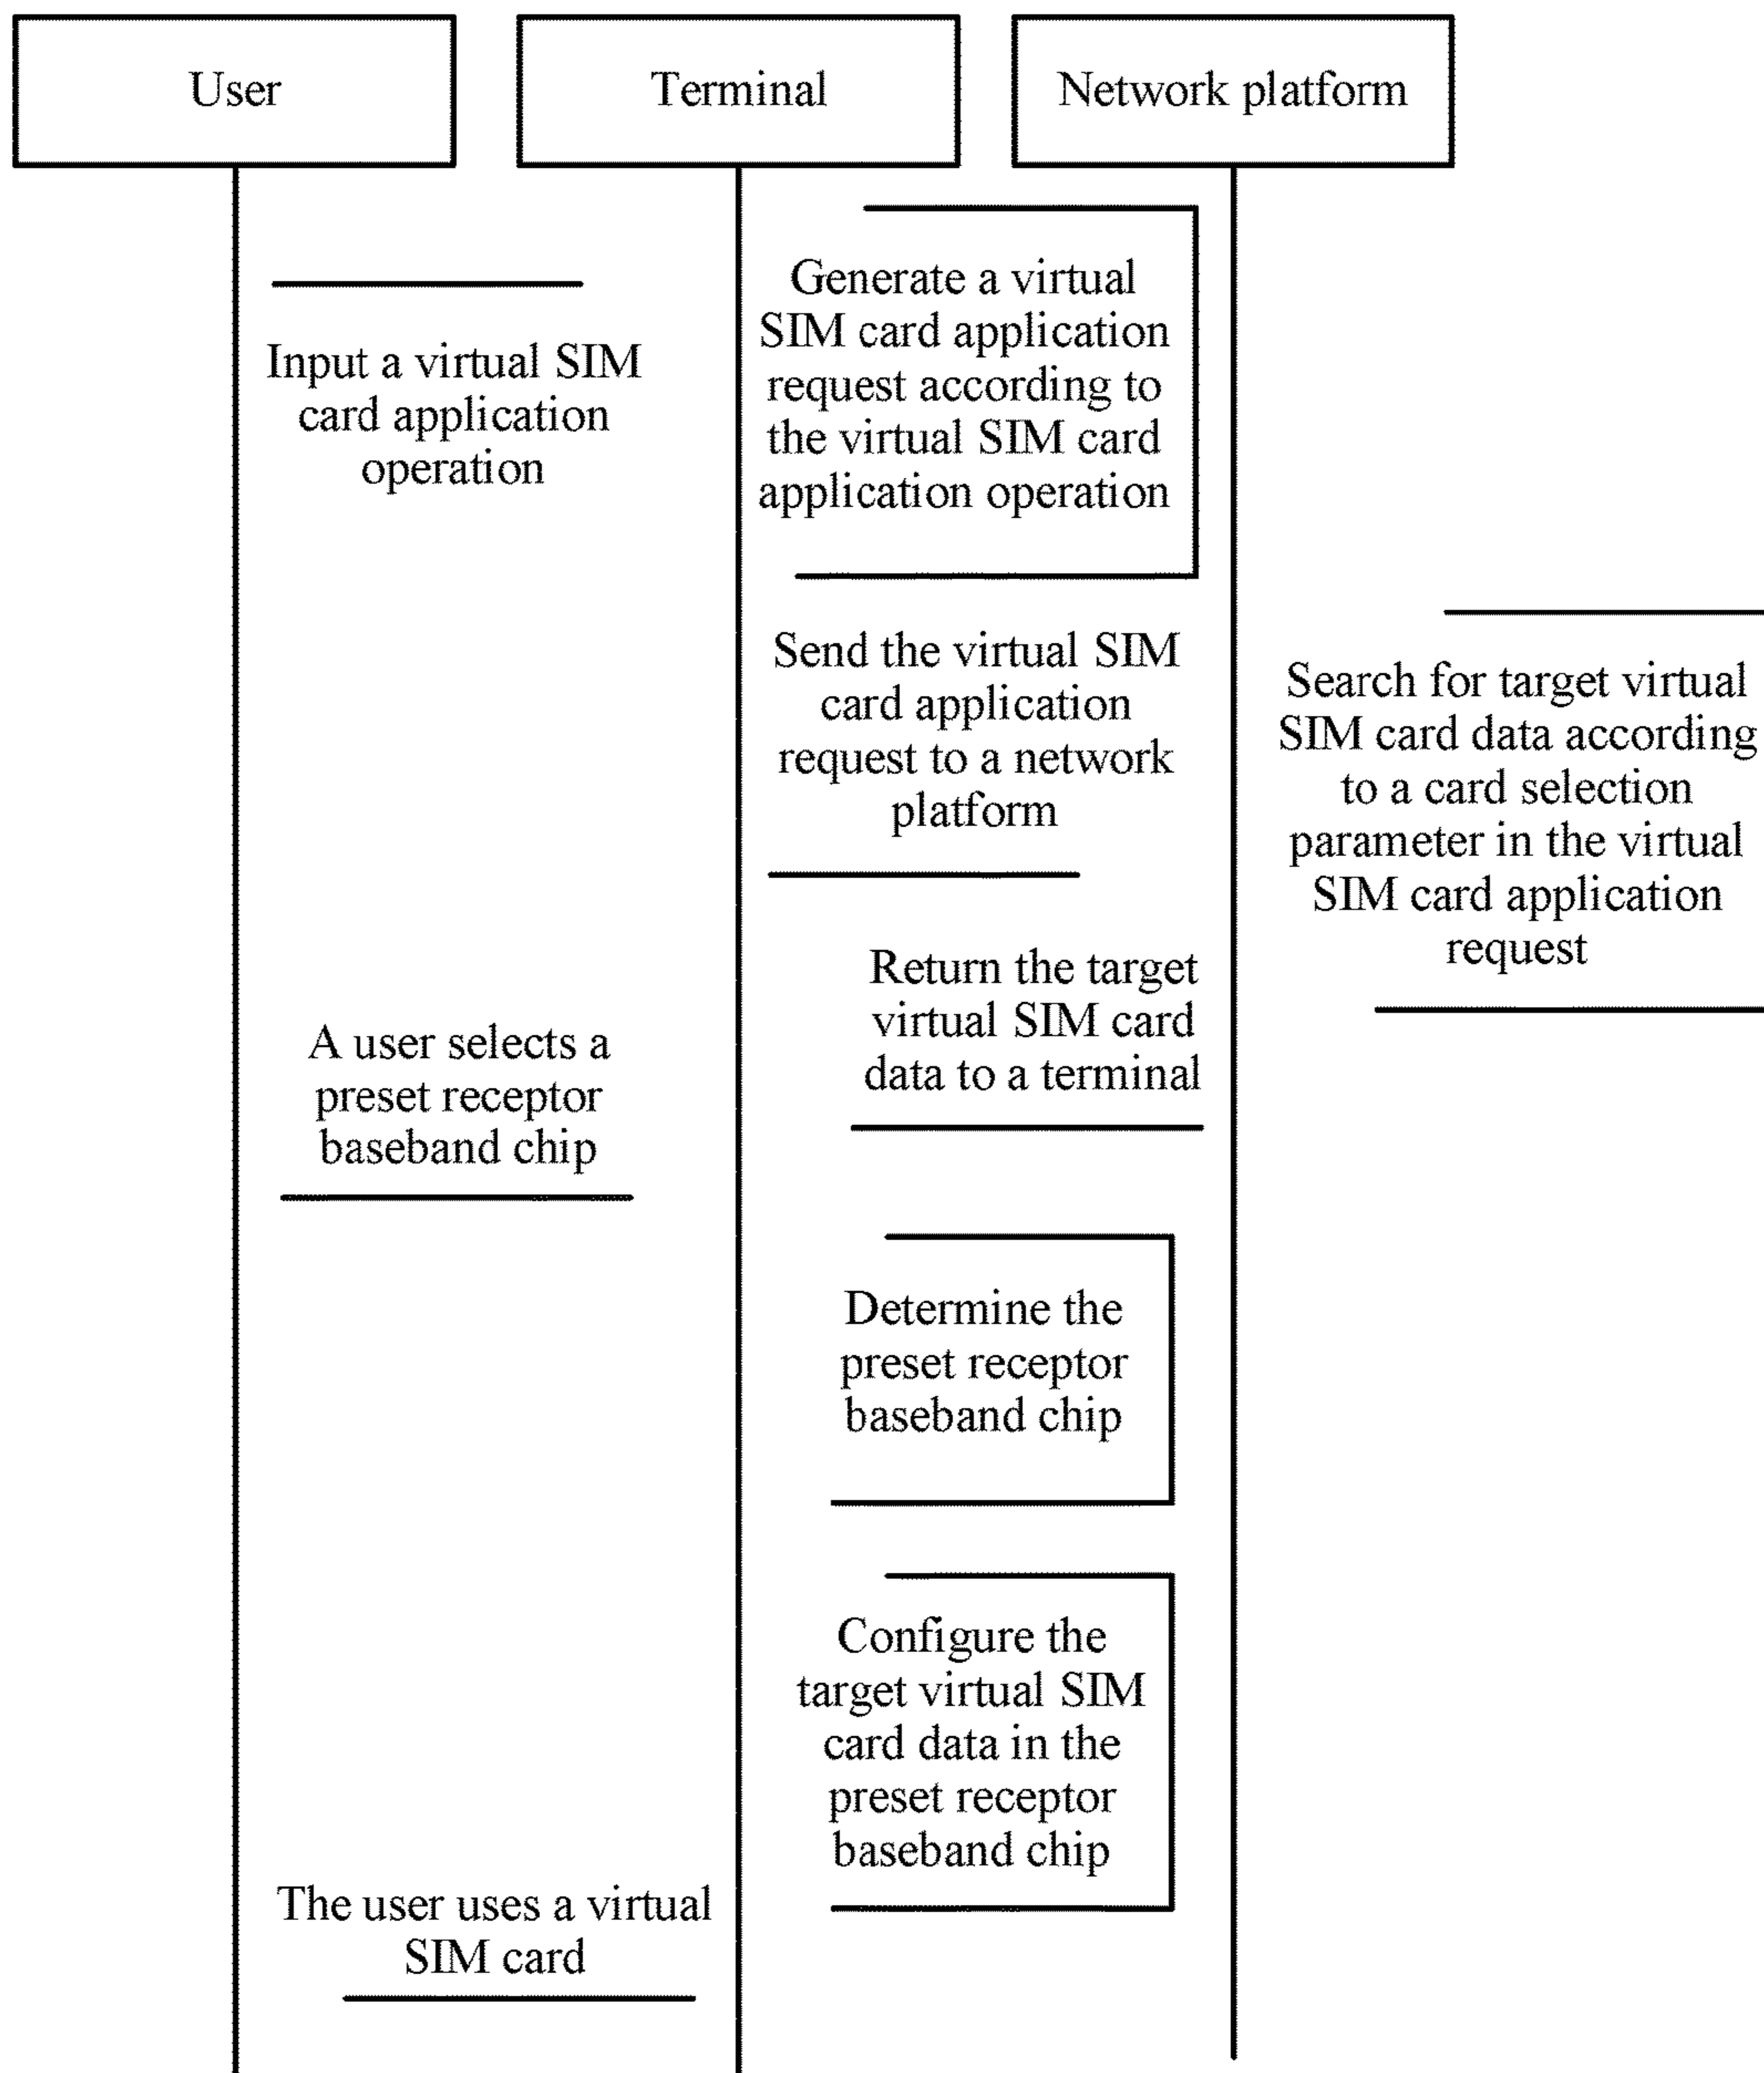 User
Terminal
Network platform
Input a virtual SIM
card application
operation
Generate a virtual
SIM card application
request according to
the virtual SIM card
application operation
Send the virtual SIM
card application
request to a network
platform
Search for target virtual
SIM card data according
to a card selection
parameter in the virtual
SIM card application
request
Return the target
virtual SIM card
data to a terminal
A user selects a
preset receptor
baseband chip
Determine the
preset receptor
baseband chip
Configure the
target virtual SIM
card data in the
preset receptor
baseband chip
The user uses a virtual
SIM card